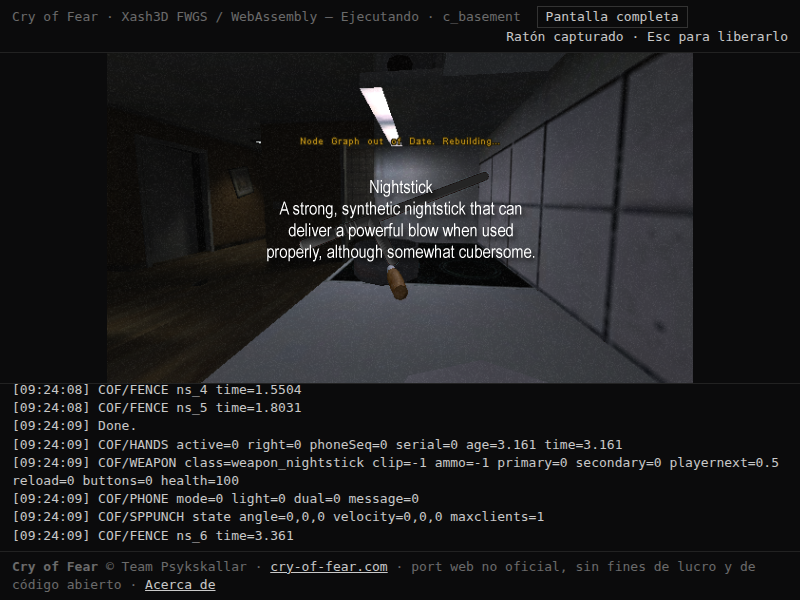 Cry of Fear · Xash3D FWGS / WebAssembly — Ejecutando · c_basement
Pantalla completa
Ratón capturado · Esc para liberarlo
Node Graph out of Date. Rebuilding...
Nightstick
A strong, synthetic nightstick that can
deliver a powerful blow when used
properly, although somewhat cubersome.
[09:24:08] COF/FENCE ns_4 time=1.5504
[09:24:08] COF/FENCE ns_5 time=1.8031
[09:24:09] Done.
[09:24:09] COF/HANDS active=0 right=0 phoneSeq=0 serial=0 age=3.161 time=3.161
[09:24:09] COF/WEAPON class=weapon_nightstick clip=-1 ammo=-1 primary=0 secondary=0 playernext=0.5
reload=0 buttons=0 health=100
[09:24:09] COF/PHONE mode=0 light=0 dual=0 message=0
[09:24:09] COF/SPPUNCH state angle=0,0,0 velocity=0,0,0 maxclients=1
[09:24:09] COF/FENCE ns_6 time=3.361
Cry of Fear © Team Psykskallar · cry-of-fear.com · port web no oficial, sin fines de lucro y de
código abierto · Acerca de